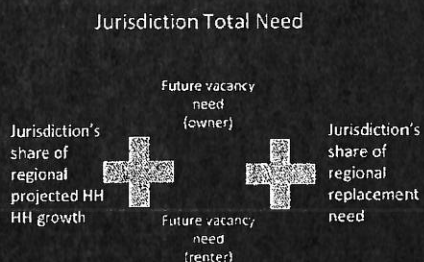 Jurisdiction Total Need
Future vacancy
need
(owner)
Jurisdiction's
share of
regional
projected HH
HH growth
Jurisdiction's
share of
regional
replacement
need
Future vacancy
need
(renter)